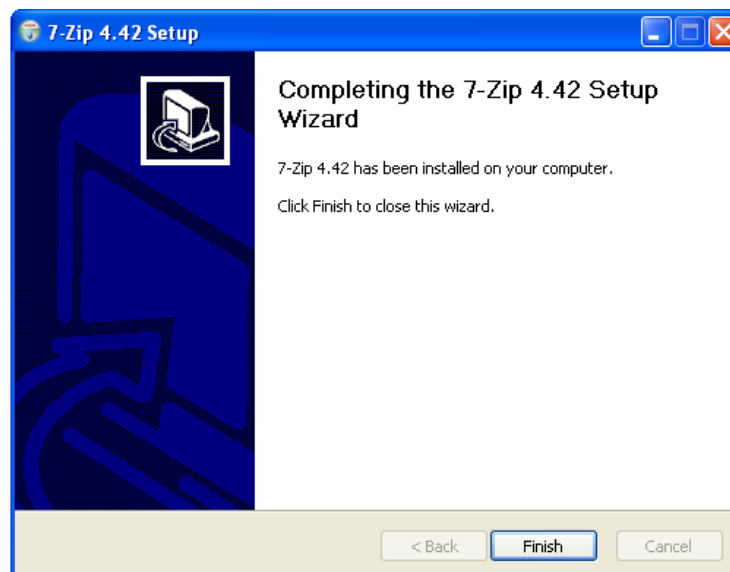 7-Zip 4.42 Setup
Completing the 7-Zip 4.42 Setup
Wizard
7-Zip 4.42 has been installed on your computer.
Click Finish to close this wizard.
< Back
Finish
Cancel